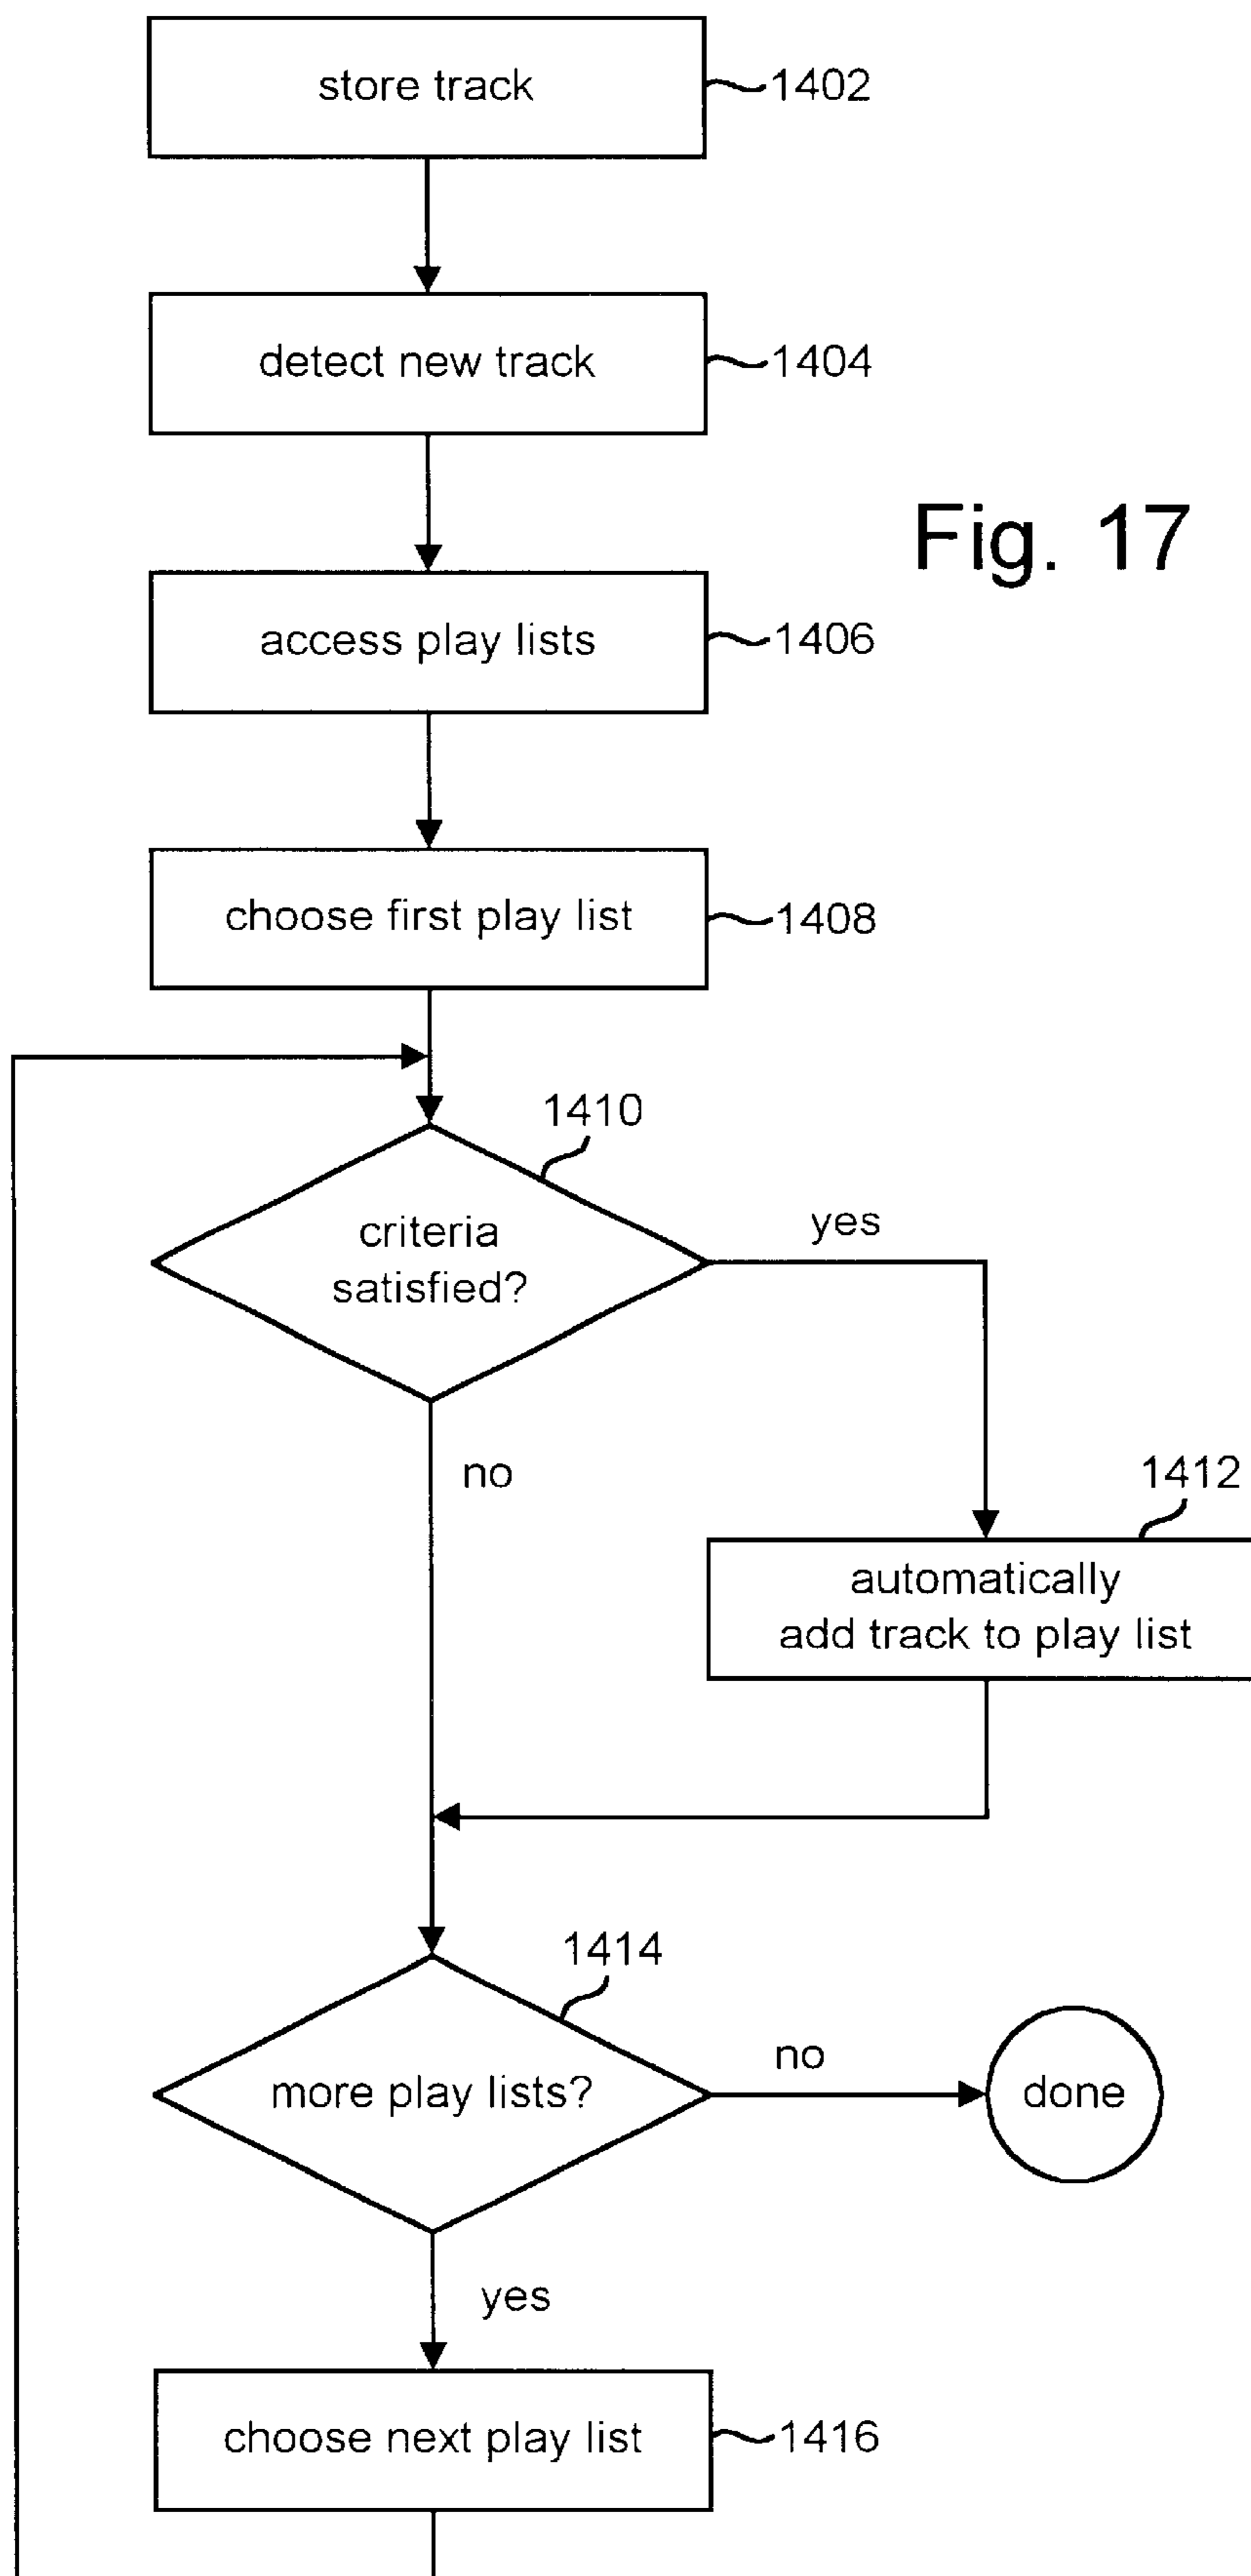 store track
1402
detect new track
1404
Fig. 17
access play lists
1406
choose first play list
1408
1410
criteria
satisfied?
yes
no
1412
automatically
add track to play list
1414
more play lists?
no
done
yes
choose next play list
1416